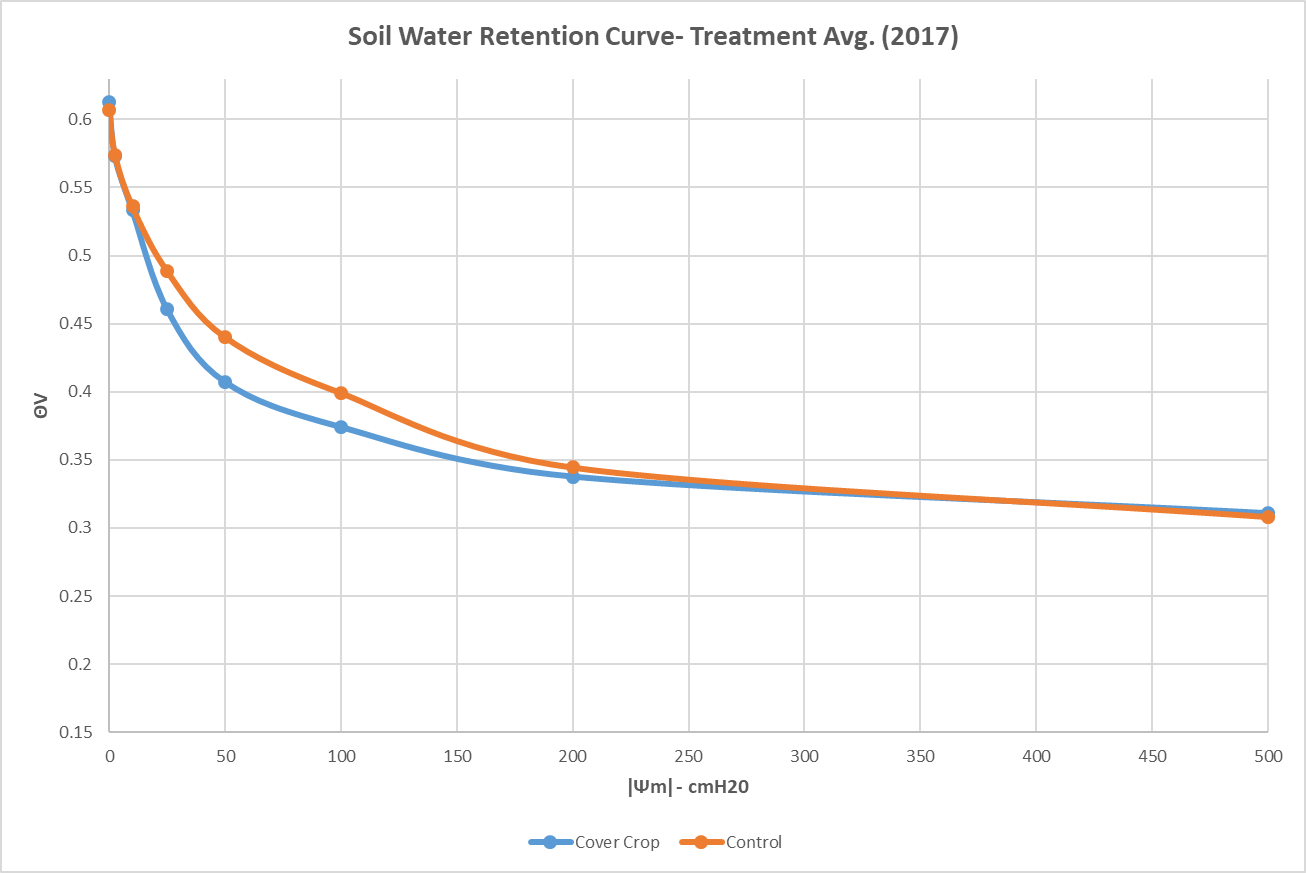 Soil Water Retention Curve- Treatment Avg. (2017)
0.6
0.55
0.5
0.45
0.4
0.35
0.3
0.25
0.2
0.15
ΘV
0 50 100 150 200 250 300 350 400 450 500
|Ψm| - cmH20
Cover Crop Control